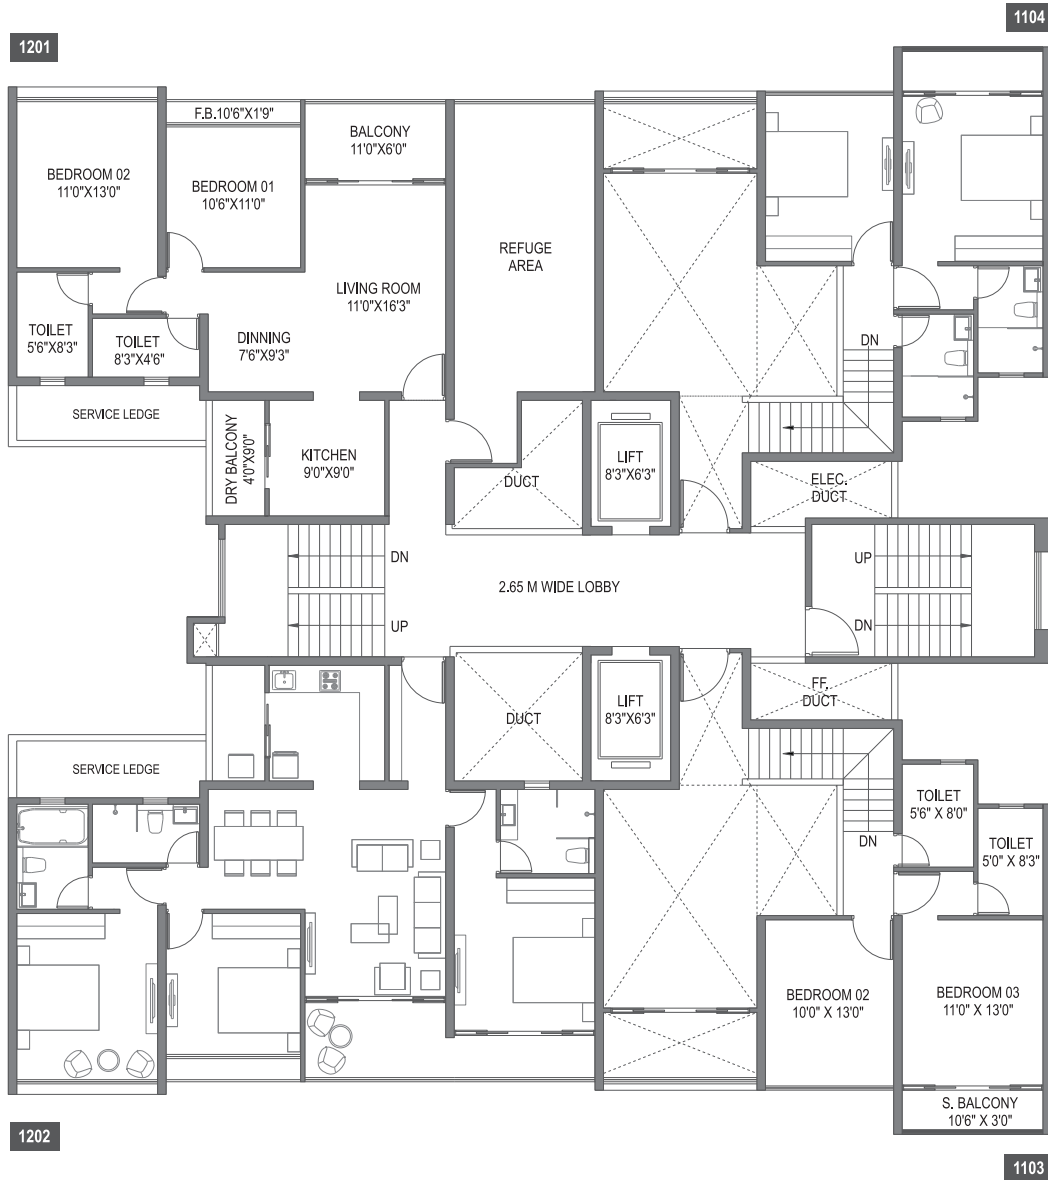 1104
1201
F.B.10'6"X1'9"
BALCONY
11'0"X6'0"
BEDROOM 02
11'0"X13'0"
BEDROOM 01
10'6"X11'0"
REFUGE
AREA
LIVING ROOM
11'0"X16'3"
TOILET
5'6"X8'3"
TOILET
8'3"X4'6"
DINNING
7'6"X9'3"
DN
SERVICE LEDGE
DRY BALCONY
4'0"X9'0"
KITCHEN
9'0"X9'0"
DUCT
LIFT
8'3"X6'3"
ELEC.
DUCT
DN
UP
2.65 M WIDE LOBBY
UP
DN
DUCT
LIFT
8'3"X6'3"
FF.
DUCT
SERVICE LEDGE
TOILET
5'6" X 8'0"
DN
TOILET
5'0" X 8'3"
BEDROOM 02
10'0" X 13'0"
BEDROOM 03
11'0" X 13'0"
S. BALCONY
10'6" X 3'0"
1202
1103